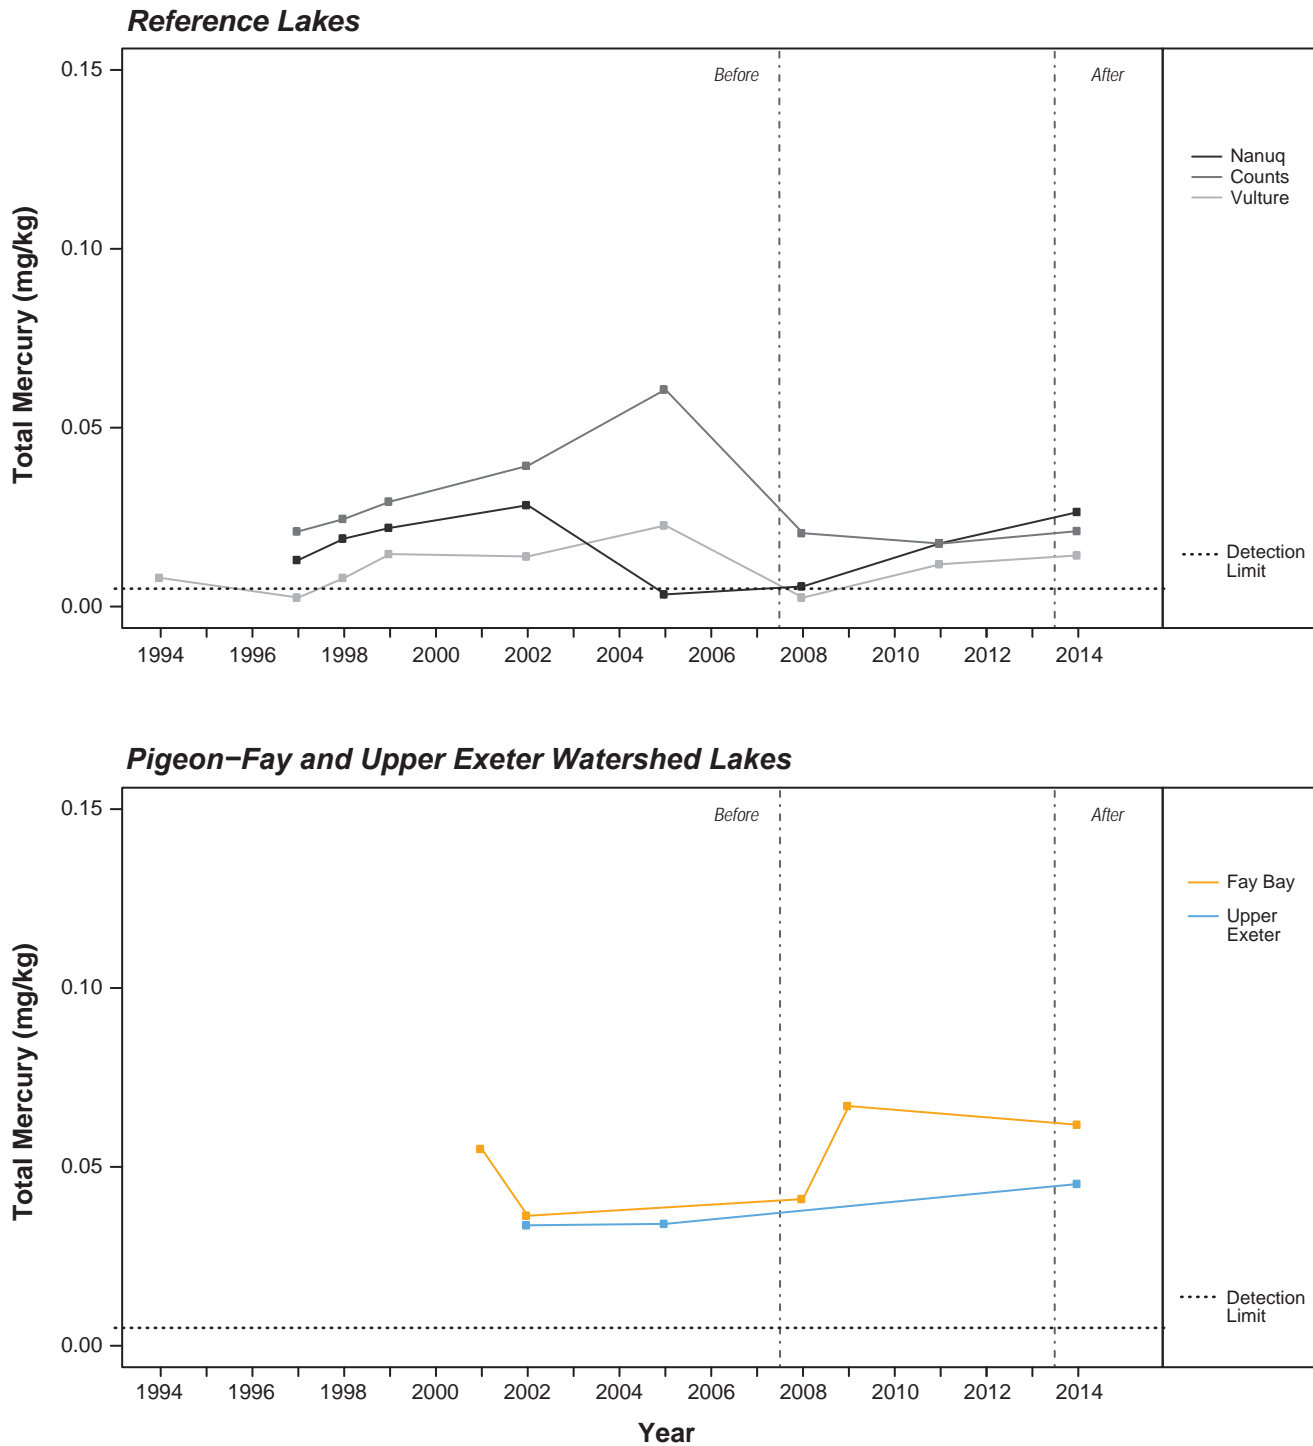 Reference Lakes
Total Mercury (mg/kg)
0.15
0.10
0.05
0.00
Before
After
Nanuq
Counts
Vulture
Detection
Limit
1994 1996 1998 2000 2002 2004 2006 2008 2010 2012 2014
Pigeon−Fay and Upper Exeter Watershed Lakes
Total Mercury (mg/kg)
0.15
0.10
0.05
0.00
Before
After
Fay Bay
Upper
Exeter
Detection
Limit
1994 1996 1998 2000 2002 2004 2006 2008 2010 2012 2014
Year